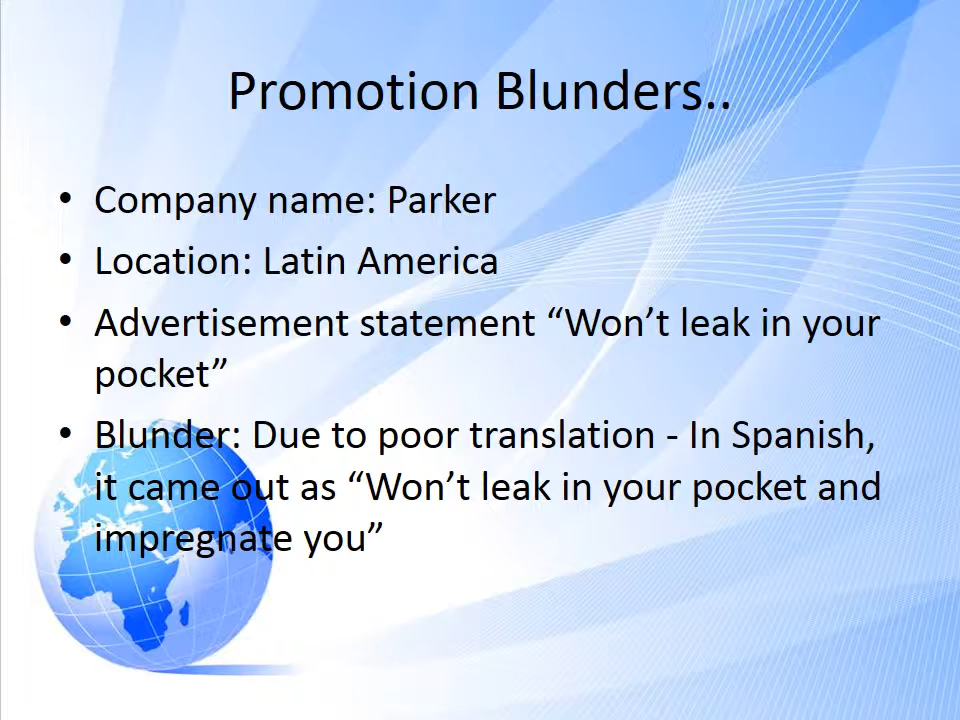 Promotion Blunders..
• Company name: Parker
• Location: Latin America
• Advertisement statement “Won’t leak in your
pocket”
• Blunder: Due to poor translation - In Spanish,
it came out as “Won’t leak in your pocket and
impregnate you”